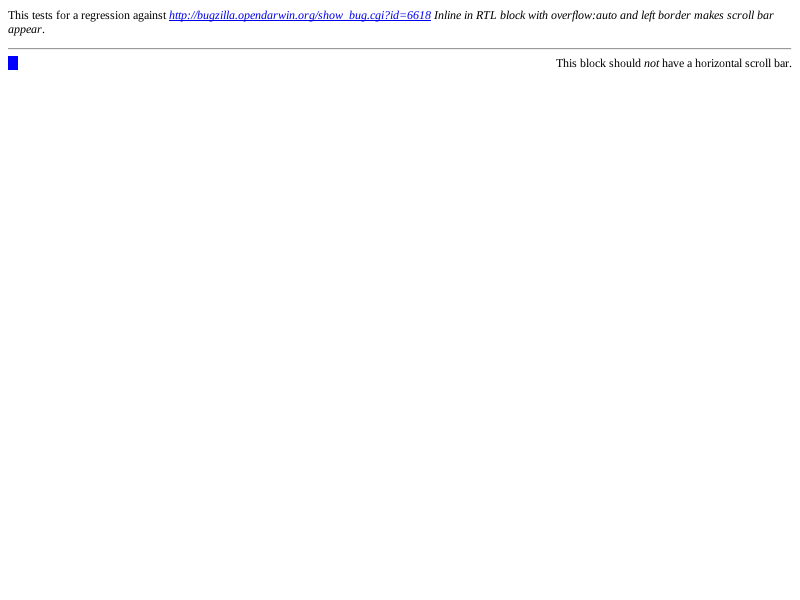 This tests for a regression against http://bugzilla.opendarwin.org/show_bug.cgi?id=6618 Inline in RTL block with overflow:auto and left border makes scroll bar
appear.
This block should not have a horizontal scroll bar.